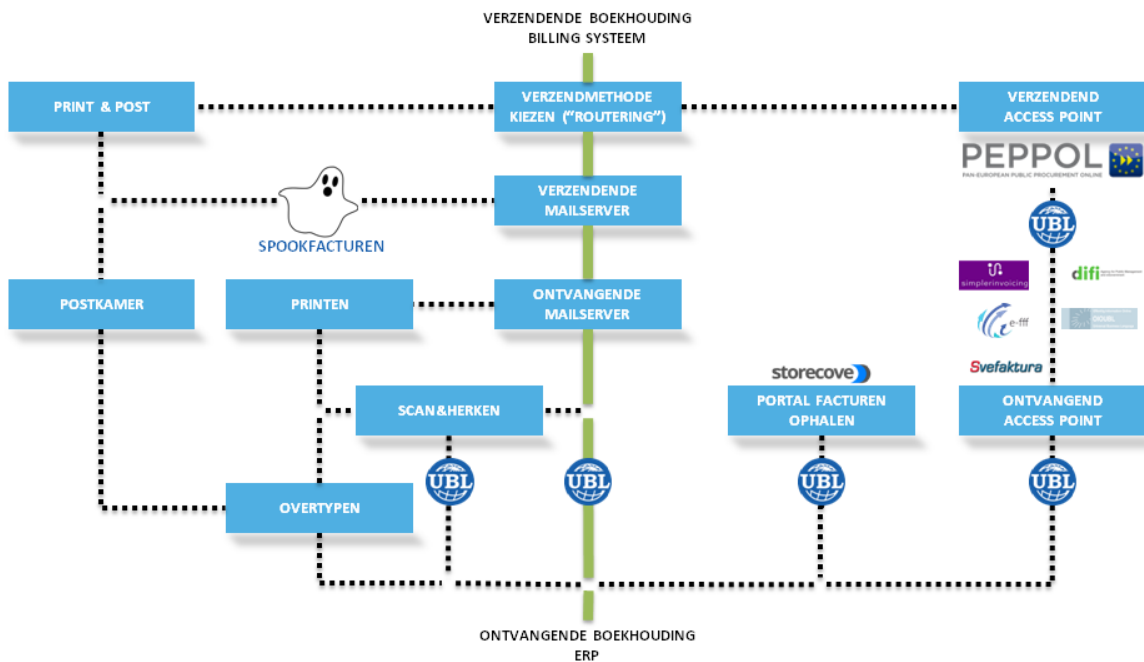 VERZENDENDE BOEKHOUDING
BILLING SYSTEEM
PRINT & POST
VERZENDMETHODE
KIEZEN ("ROUTERING")
VERZENDEND
ACCESS POINT
PEPPOL
PAN-EUROPEAN PUBLIC PROCUREMENT ONLINE
VERZENDENDE
MAILSERVER
UBL
SPOOKFACTUREN
simplerinvoicing
difi
POSTKAMER
PRINTEN
ONTVANGENDE
MAILSERVER
e-fff
OIOUBL
Svefaktura
storecove
SCAN&HERKEN
PORTAL FACTUREN
OPHALEN
ONTVANGEND
ACCESS POINT
UBL
UBL
UBL
UBL
OVERTYPEN
ONTVANGENDE BOEKHOUDING
ERP